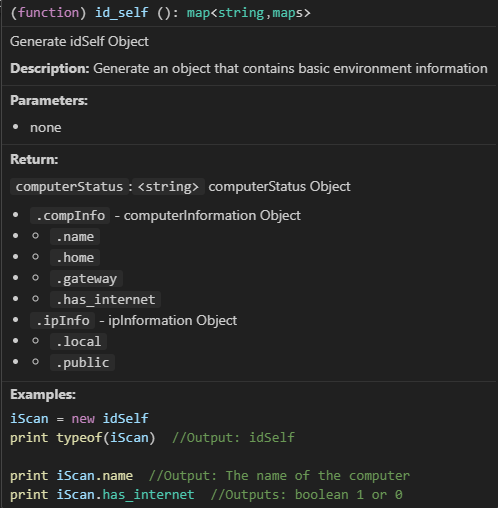 (function) id_self (): map<string,maps>
Generate idSelf Object
Description: Generate an object that contains basic environment information
Parameters:
• none
Return:
computerStatus:<string> computerStatus Object
• .compInfo - computerInformation Object
• ○ .name
• ○ .home
• ○ .gateway
• ○ .has_internet
• .ipInfo - ipInformation Object
• ○ .local
• ○ .public
Examples:
iScan = new idSelf
print typeof(iScan)  //Output: idSelf
print iScan.name  //Output: The name of the computer
print iScan.has_internet  //Outputs: boolean 1 or 0